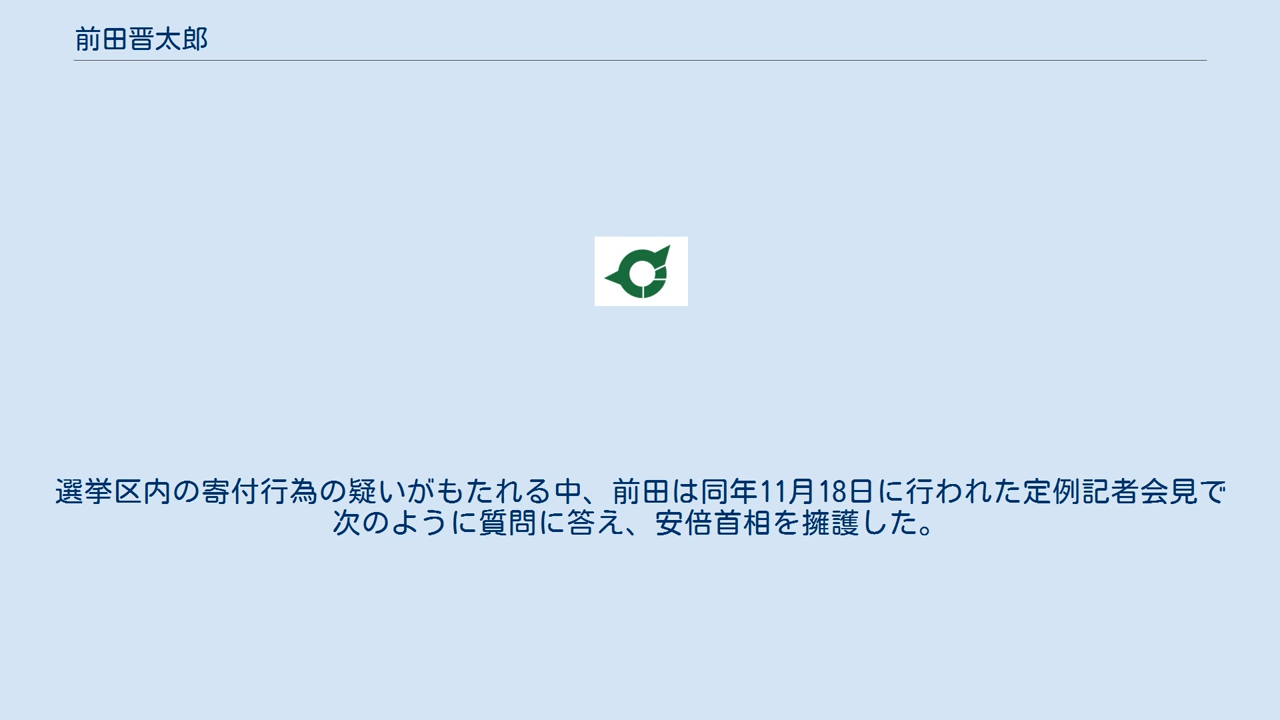 前田晋太郎
選挙区内の寄付行為の疑いがもたれる中、前田は同年11月18日に行われた定例記者会見で
次のように質問に答え、安倍首相を擁護した。